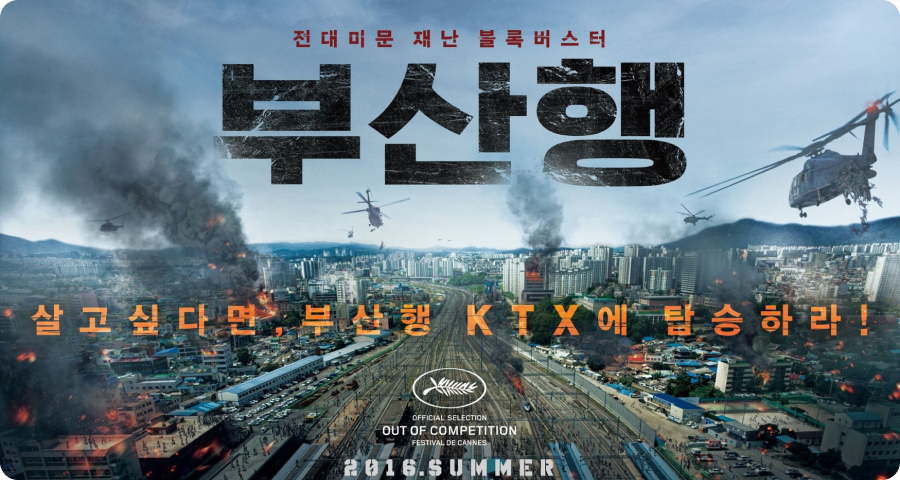 전대미문 재난 블록버스터
부산행
살고싶다면,부산행 KTX에 탑승하라!
OFFICIAL SELECTION
OUT OF COMPETITION
FESTIVAL DE CANNES
2016.SUMMER